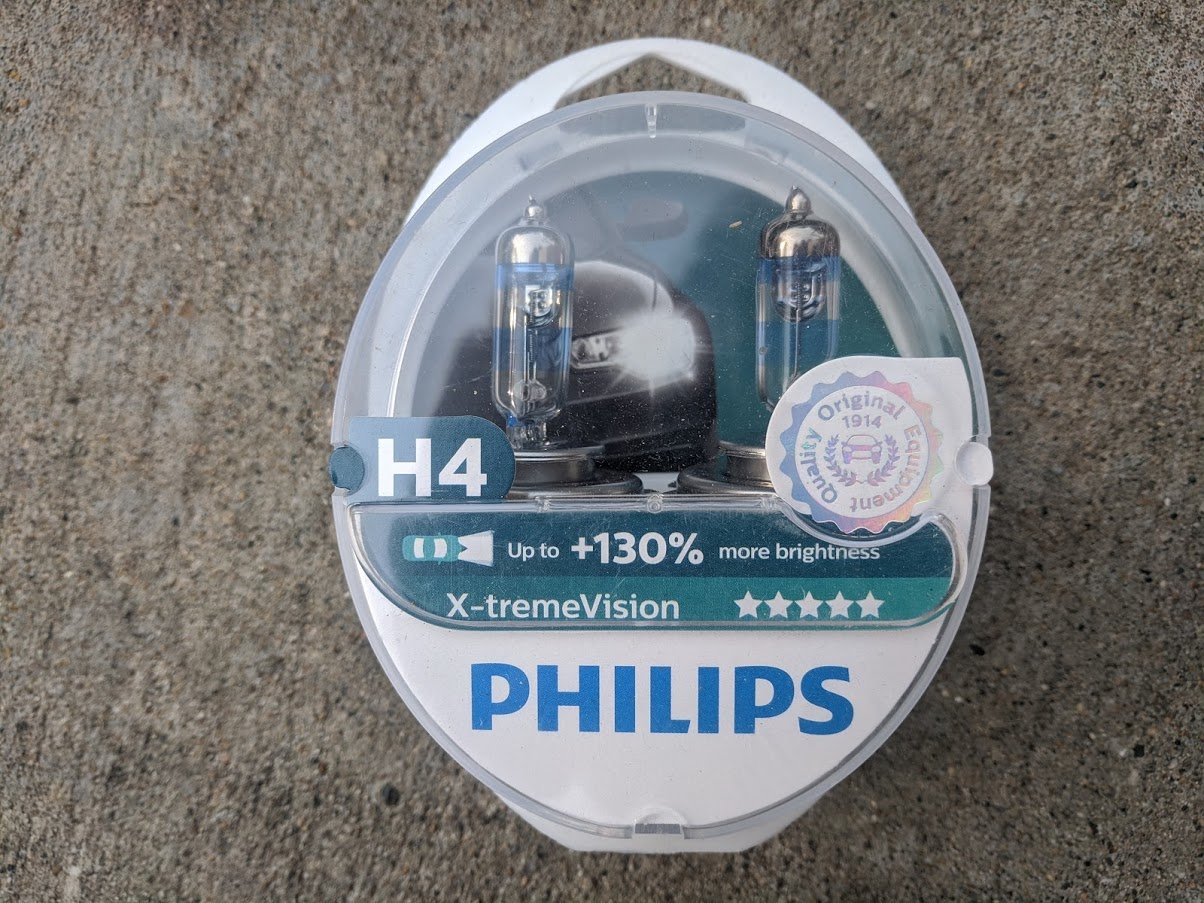 Original Equipment Quality
1914
H4
Up to +130% more brightness
X-tremeVision
PHILIPS